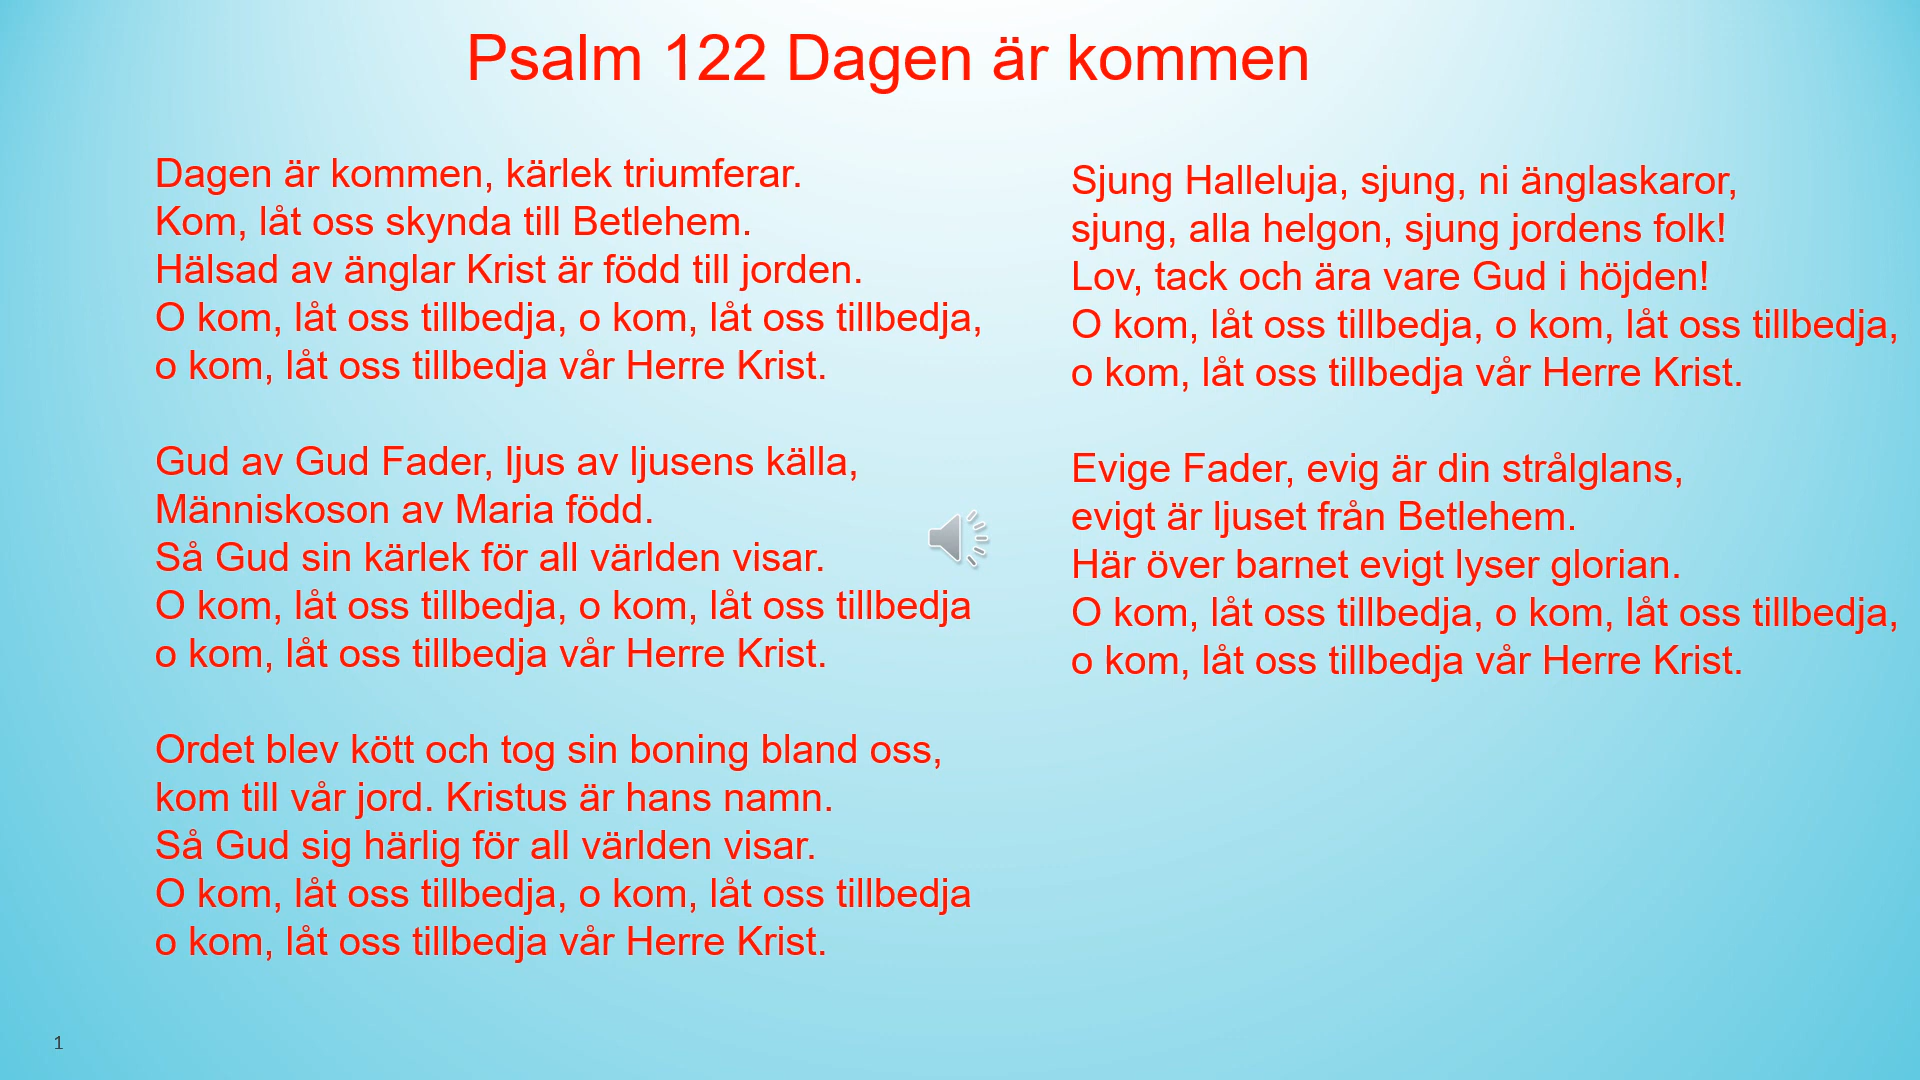 Psalm 122 Dagen är kommen
Dagen är kommen, kärlek triumferar.
Kom, låt oss skynda till Betlehem.
Hälsad av änglar Krist är född till jorden.
O kom, låt oss tillbedja, o kom, låt oss tillbedja,
o kom, låt oss tillbedja vår Herre Krist.
Gud av Gud Fader, ljus av ljusens källa,
Människoson av Maria född.
Så Gud sin kärlek för all världen visar.
O kom, låt oss tillbedja, o kom, låt oss tillbedja
o kom, låt oss tillbedja vår Herre Krist.
Ordet blev kött och tog sin boning bland oss,
kom till vår jord. Kristus är hans namn.
Så Gud sig härlig för all världen visar.
O kom, låt oss tillbedja, o kom, låt oss tillbedja
o kom, låt oss tillbedja vår Herre Krist.
Sjung Halleluja, sjung, ni änglaskaror,
sjung, alla helgon, sjung jordens folk!
Lov, tack och ära vare Gud i höjden!
O kom, låt oss tillbedja, o kom, låt oss tillbedja,
o kom, låt oss tillbedja vår Herre Krist.
Evige Fader, evig är din strålglans,
evigt är ljuset från Betlehem.
Här över barnet evigt lyser glorian.
O kom, låt oss tillbedja, o kom, låt oss tillbedja,
o kom, låt oss tillbedja vår Herre Krist.
1